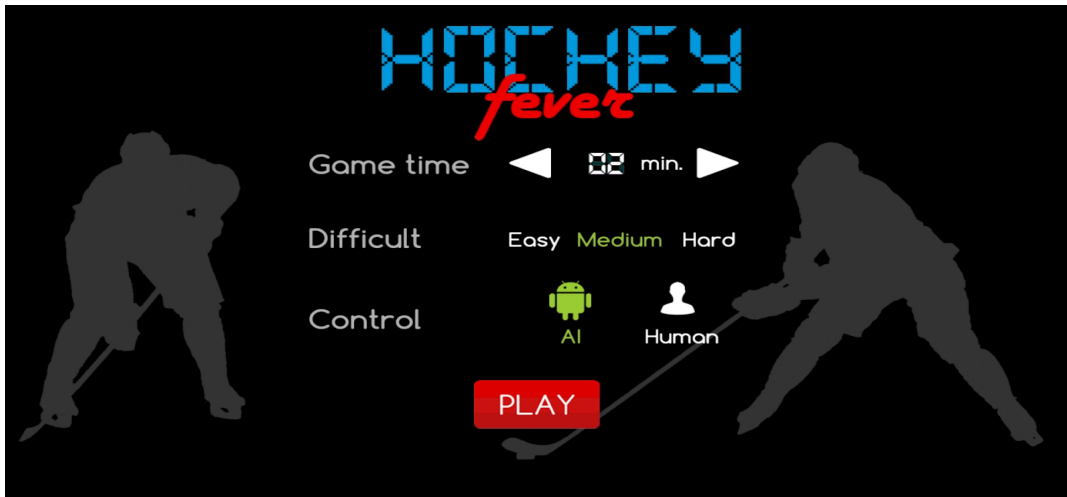 HOCKEY
fever
Game time 02 min.
Difficult Easy Medium Hard
Control AI Human
PLAY